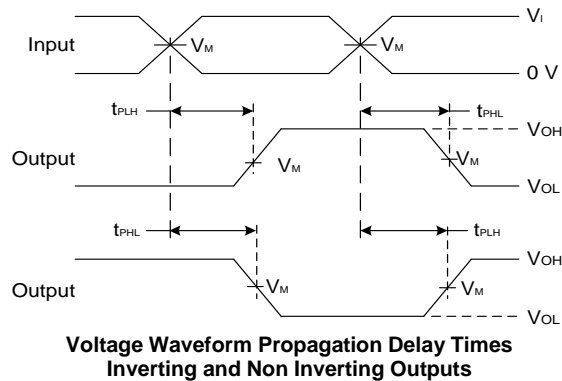 Input
VM
VM
VI
0 V
tPLH
tPHL
Output
VM
VM
VOH
VOL
tPHL
tPLH
Output
VM
VM
VOH
VOL
Voltage Waveform Propagation Delay Times
Inverting and Non Inverting Outputs